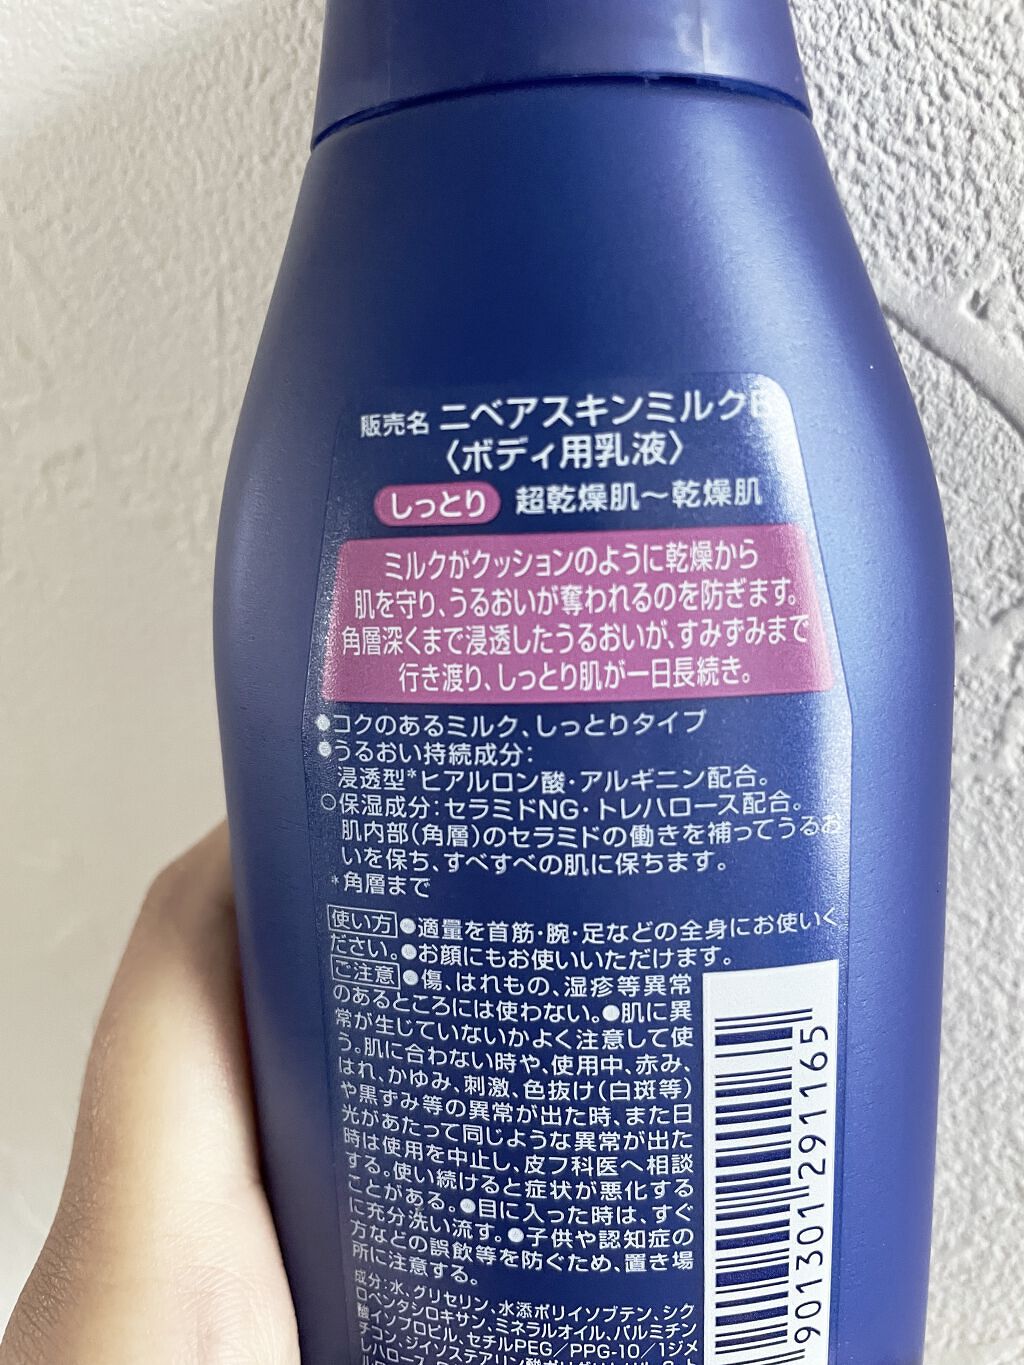 販売名 ニベアスキンミルクE
〈ボディ用乳液〉
しっとり 超乾燥肌～乾燥肌
ミルクがクッションのように乾燥から
肌を守り、うるおいが奪われるのを防ぎます。
角層深くまで浸透したうるおいが、すみずみまで
行き渡り、しっとり肌が一日長続き。
●コクのあるミルク、しっとりタイプ
●うるおい持続成分:
浸透型*ヒアルロン酸・アルギニン配合。
○保湿成分:セラミドNG・トレハロース配合。
肌内部(角層)のセラミドの働きを補ってうるお
いを保ち、すべすべの肌に保ちます。
*角層まで
使い方 ●適量を首筋・腕・足などの全身にお使いく
ださい。●お顔にもお使いいただけます。
ご注意 ●傷、はれもの、湿疹等異常
のあるところには使わない。●肌に異
常が生じていないかよく注意して使
う。肌に合わない時や、使用中、赤み、
はれ、かゆみ、刺激、色抜け(白斑等)
や黒ずみ等の異常が出た時、また日
光があたって同じような異常が出た
時は使用を中止し、皮フ科医へ相談
する。使い続けると症状が悪化する
ことがある。●目に入った時は、すぐ
に充分洗い流す。●子供や認知症の
方などの誤飲等を防ぐため、置き場
所に注意する。
成分:水、グリセリン、水添ポリイソブテン、シク
ロペンタシロキサン、ミネラルオイル、パルミチン
酸イソプロピル、セチルPEG/PPG-10/1ジメ
チコン、ジイソステアリン酸
レハロース
901301 291165